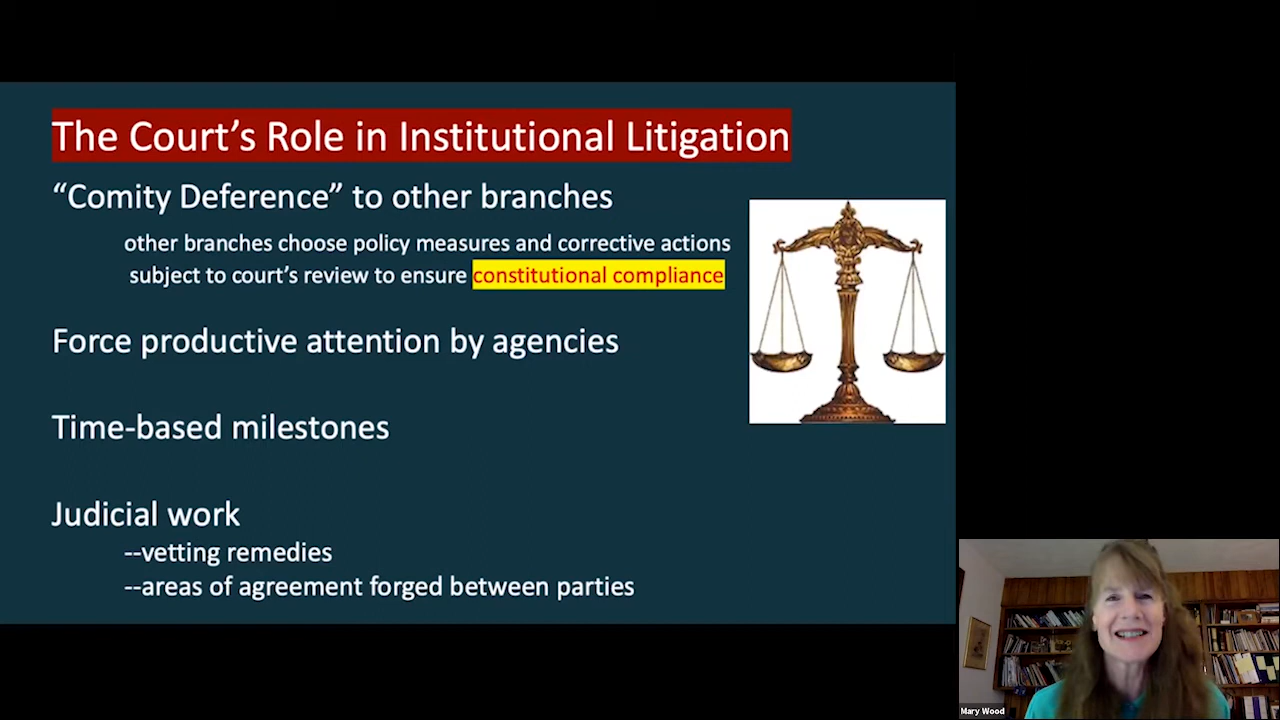 The Court’s Role in Institutional Litigation
“Comity Deference” to other branches
other branches choose policy measures and corrective actions
subject to court’s review to ensure constitutional compliance
Force productive attention by agencies
Time-based milestones
Judicial work
--vetting remedies
--areas of agreement forged between parties
Mary Wood